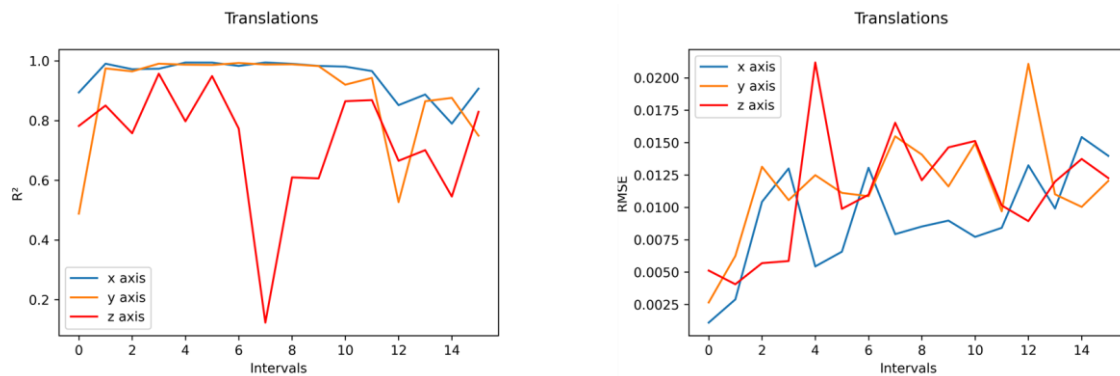 Translations
1.0
0.8
0.6
0.4
0.2
R²
x axis
y axis
z axis
0 2 4 6 8 10 12 14
Intervals
Translations
0.0200
0.0175
0.0150
0.0125
0.0100
0.0075
0.0050
0.0025
RMSE
x axis
y axis
z axis
0 2 4 6 8 10 12 14
Intervals